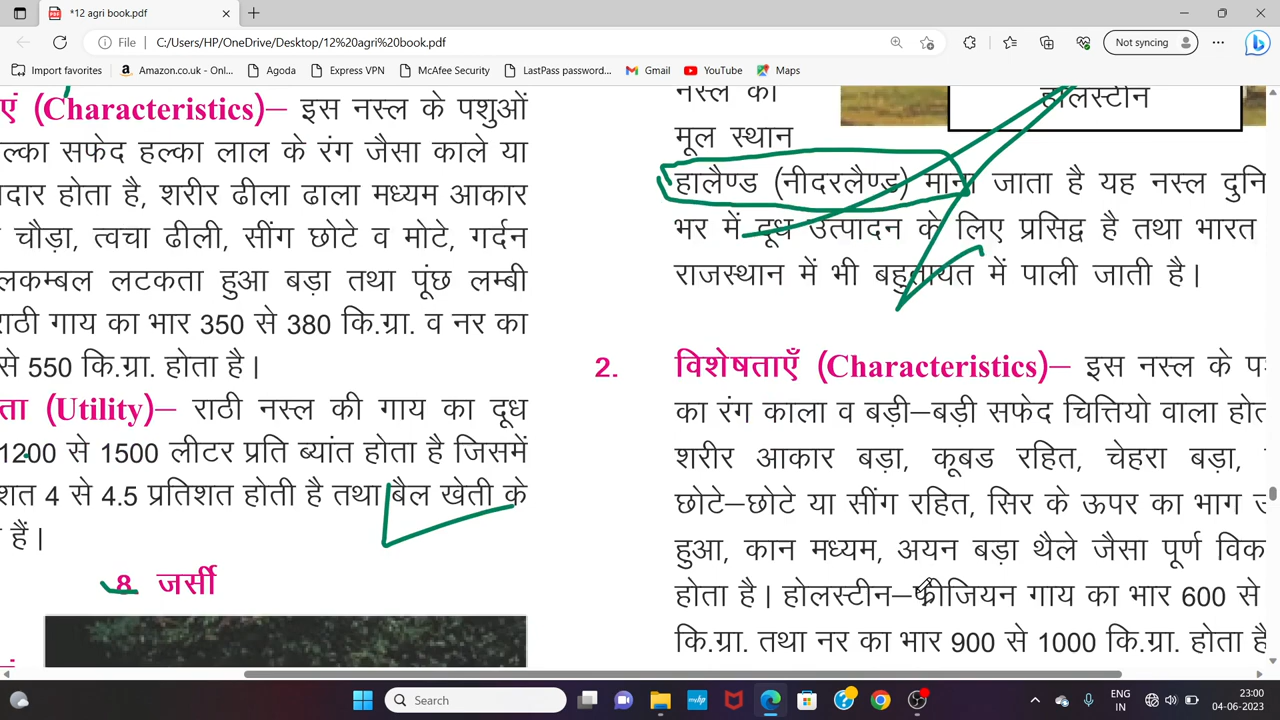 *12 agri book.pdf
File C:/Users/HP/OneDrive/Desktop/12%20agri%20book.pdf
Not syncing
Import favorites Amazon.co.uk - Onl... Agoda Express VPN McAfee Security LastPass password... Gmail YouTube Maps
एं (Characteristics)– इस नस्ल के पशुओं
ल्का सफेद हल्का लाल के रंग जैसा काले या
दार होता है, शरीर ढीला ढाला मध्यम आकार
चौड़ा, त्वचा ढीली, सींग छोटे व मोटे, गर्दन
लकम्बल लटकता हुआ बड़ा तथा पूंछ लम्बी
राठी गाय का भार 350 से 380 कि.ग्रा. व नर का
से 550 कि.ग्रा. होता है।
ता (Utility)– राठी नस्ल की गाय का दूध
1200 से 1500 लीटर प्रति ब्यांत होता है जिसमें
शत 4 से 4.5 प्रतिशत होती है तथा बैल खेती के
हैं।
8 जर्सी
नस्ल का
मूल स्थान
होलस्टीन
हालैण्ड (नीदरलैण्ड) माना जाता है यह नस्ल दुनि
भर में दूध उत्पादन के लिए प्रसिद्व है तथा भारत
राजस्थान में भी बहुतायत में पाली जाती है।
2. विशेषताएँ (Characteristics)– इस नस्ल के प
का रंग काला व बड़ी–बड़ी सफेद चित्तियो वाला होत
शरीर आकार बड़ा, कूबड रहित, चेहरा बड़ा,
छोटे–छोटे या सींग रहित, सिर के ऊपर का भाग उ
हुआ, कान मध्यम, अयन बड़ा थैले जैसा पूर्ण विक
होता है। होलस्टीन–फ्रीजियन गाय का भार 600 से
कि.ग्रा. तथा नर का भार 900 से 1000 कि.ग्रा. होता है
Search
ENG
IN
23:00
04-06-2023